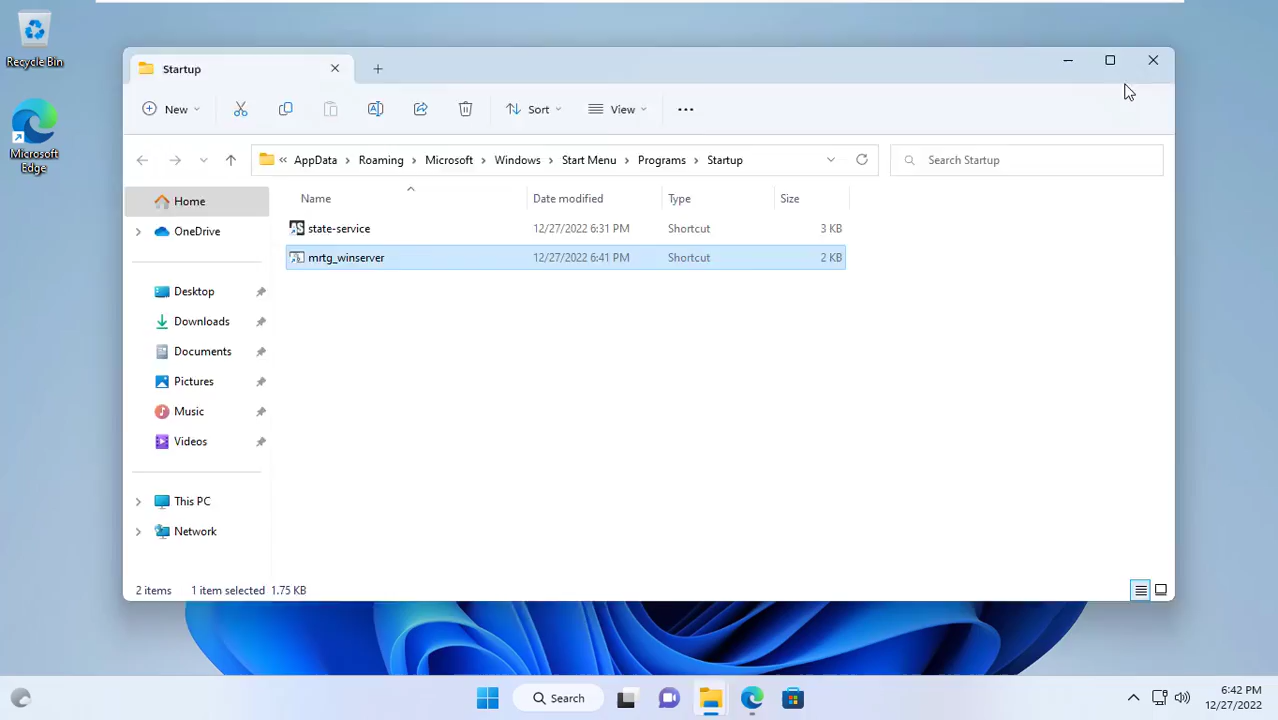 Recycle Bin
Microsoft
Edge
Startup
New
Sort
View
« AppData > Roaming > Microsoft > Windows > Start Menu > Programs > Startup
Search Startup
Name Date modified Type Size
state-service 12/27/2022 6:31 PM Shortcut 3 KB
mrtg_winserver 12/27/2022 6:41 PM Shortcut 2 KB
Home
OneDrive
Desktop
Downloads
Documents
Pictures
Music
Videos
This PC
Network
2 items 1 item selected 1.75 KB
Search
6:42 PM
12/27/2022